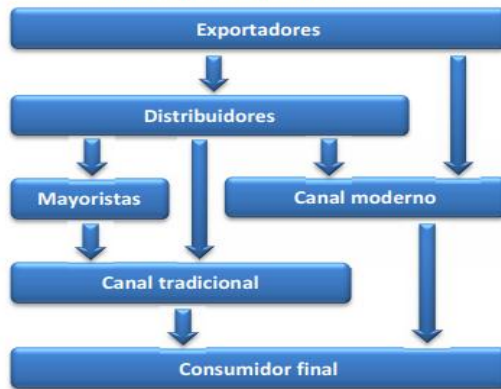 Exportadores
Distribuidores
Mayoristas
Canal moderno
Canal tradicional
Consumidor final